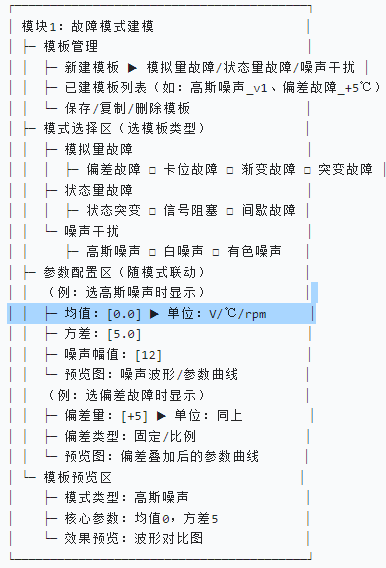 模块1: 故障模式建模
├─ 模板管理
│ ├─ 新建模板 ▶ 模拟量故障/状态量故障/噪声干扰
│ ├─ 已建模板列表（如: 高斯噪声_v1、偏差故障_+5℃）
│ └─ 保存/复制/删除模板
├─ 模式选择区（选模板类型）
│ ├─ 模拟量故障
│ │ ├─ 偏差故障 □ 卡位故障 □ 渐变故障 □ 突变故障
│ ├─ 状态量故障
│ │ ├─ 状态突变 □ 信号阻塞 □ 间歇故障
│ └─ 噪声干扰
│ ├─ 高斯噪声 □ 白噪声 □ 有色噪声
├─ 参数配置区（随模式联动）
│ （例: 选高斯噪声时显示）
│ ├─ 均值: [0.0] ▶ 单位: V/℃/rpm
│ ├─ 方差: [5.0]
│ ├─ 噪声幅值: [12]
│ └─ 预览图: 噪声波形/参数曲线
│ （例: 选偏差故障时显示）
│ ├─ 偏差量: [+5] ▶ 单位: 同上
│ ├─ 偏差类型: 固定/比例
│ └─ 预览图: 偏差叠加后的参数曲线
└─ 模板预览区
├─ 模式类型: 高斯噪声
├─ 核心参数: 均值0, 方差5
└─ 效果预览: 波形对比图